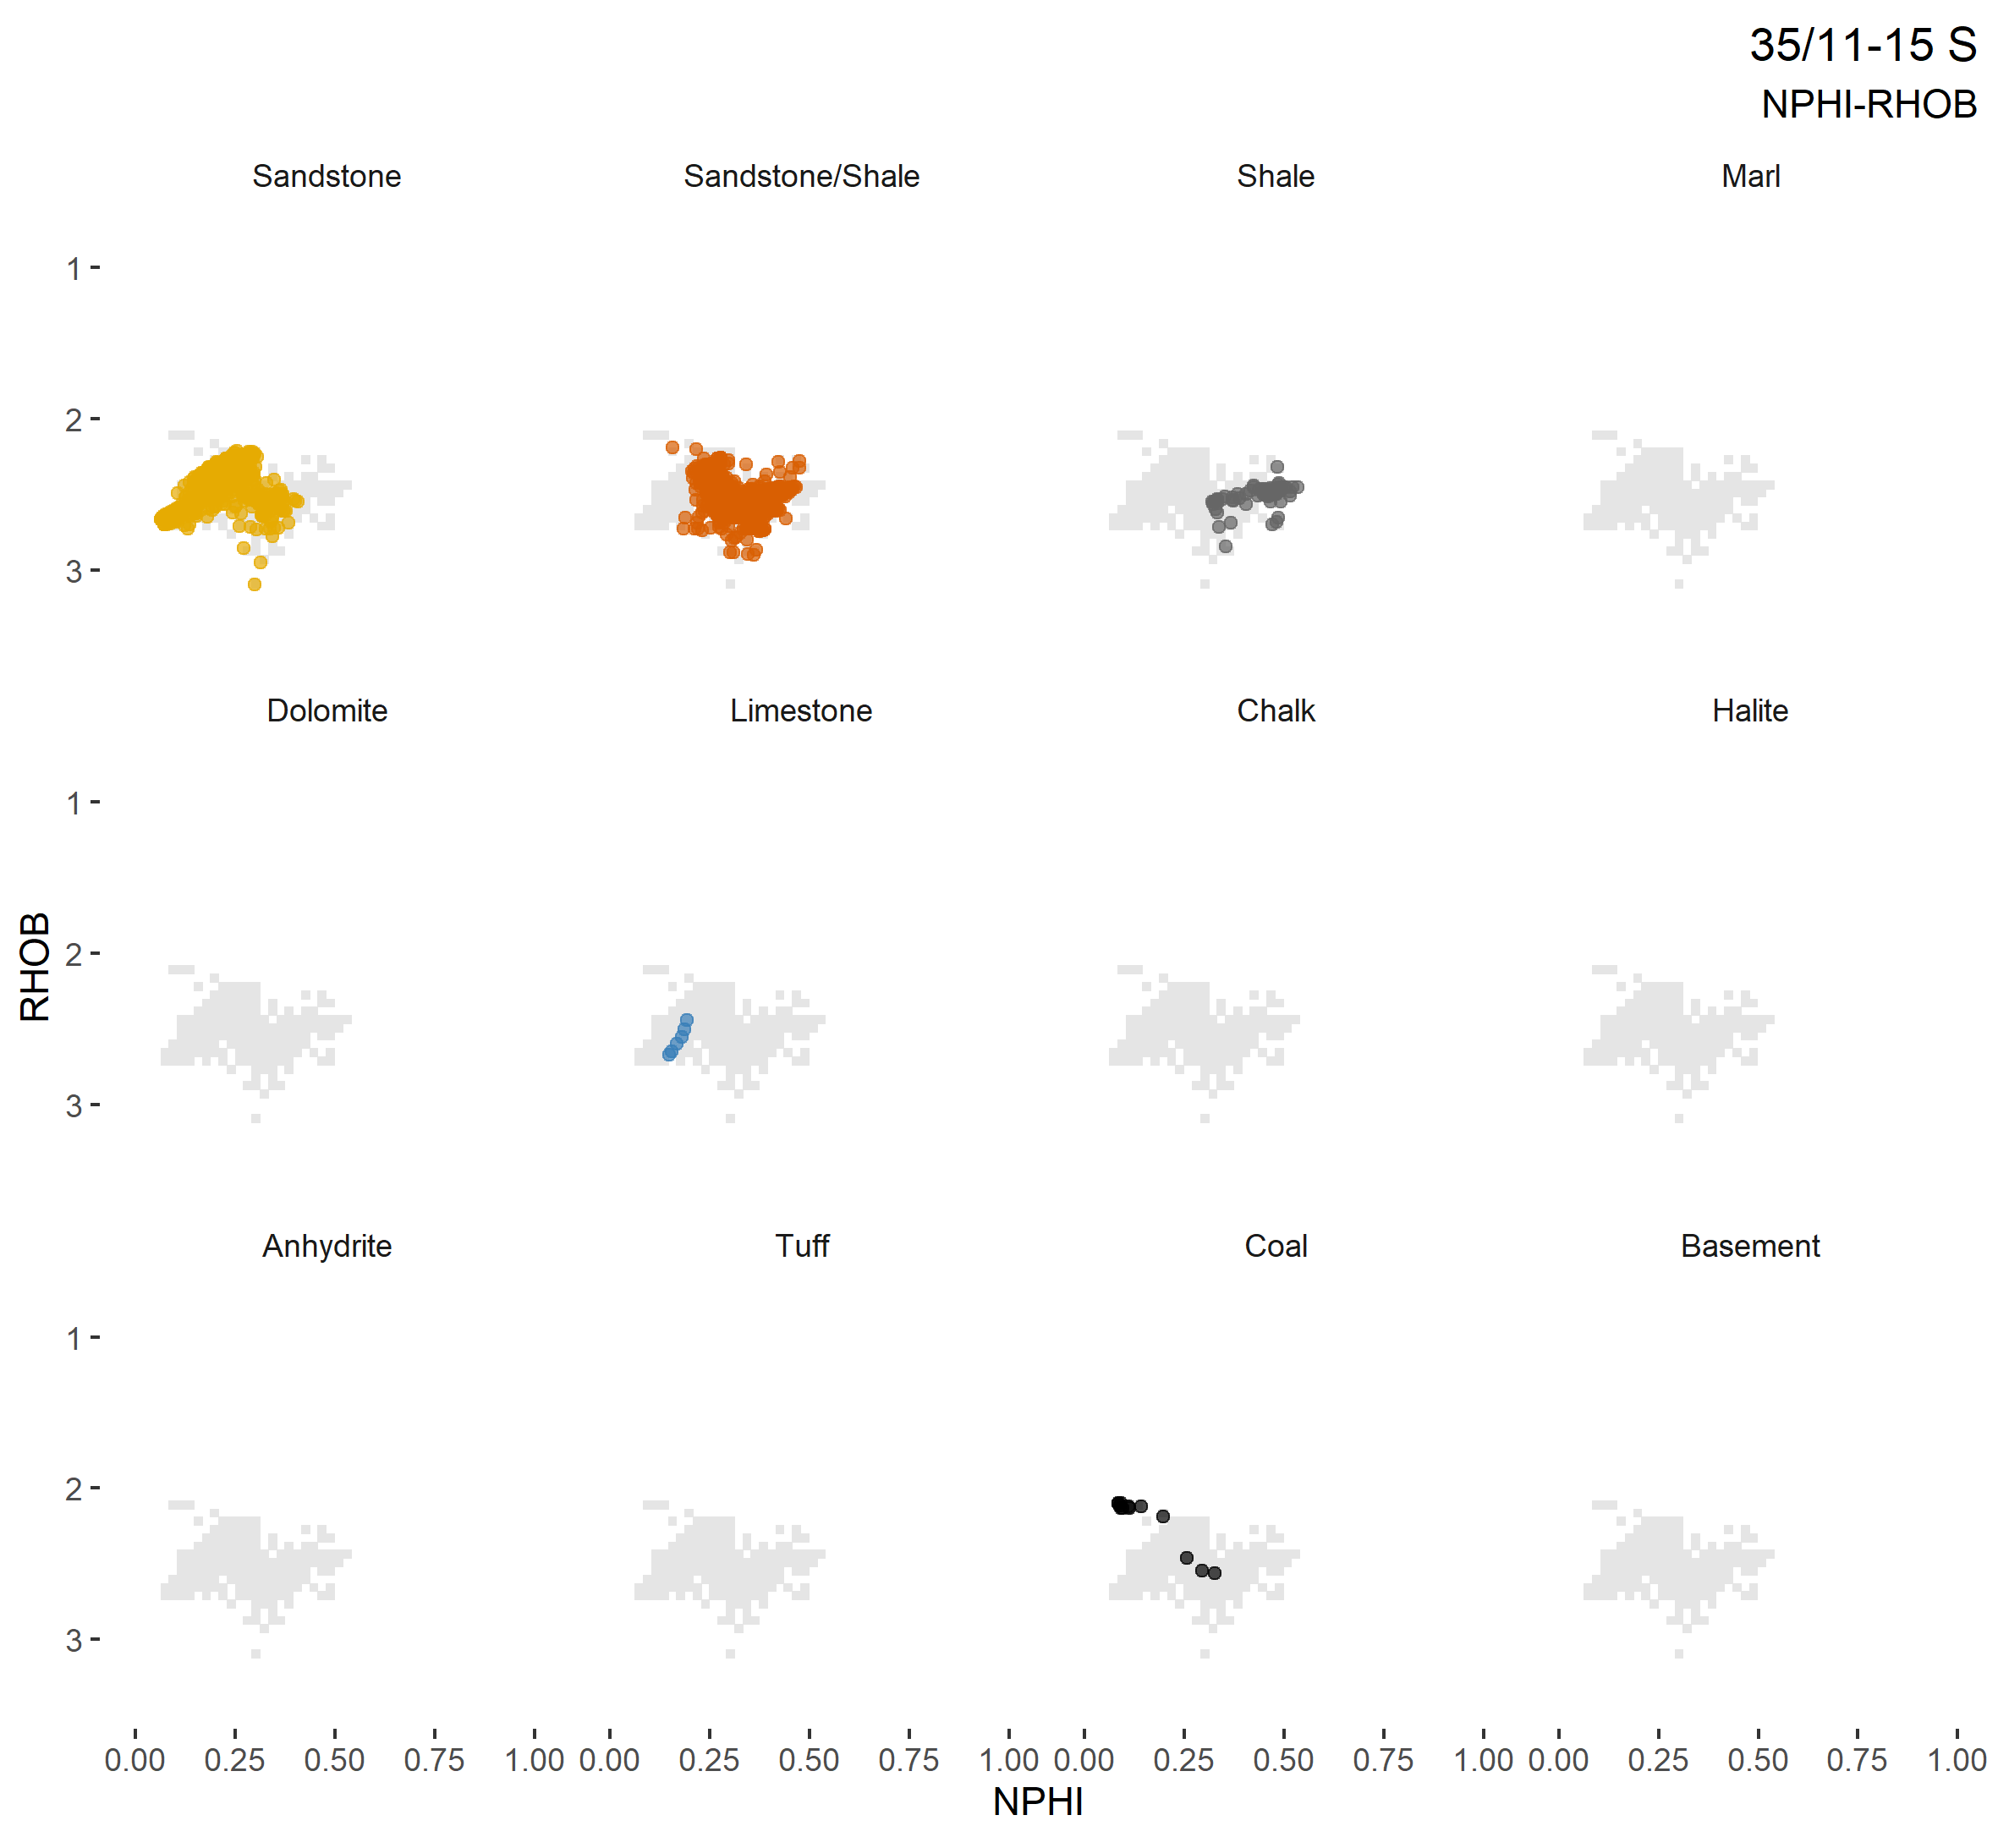 35/11-15 S
NPHI-RHOB
Sandstone Sandstone/Shale Shale Marl
1
2
3
Dolomite Limestone Chalk Halite
1
2
3
Anhydrite Tuff Coal Basement
1
2
3
RHOB
0.00 0.25 0.50 0.75 1.00 0.00 0.25 0.50 0.75 1.00 0.00 0.25 0.50 0.75 1.00 0.00 0.25 0.50 0.75 1.00
NPHI